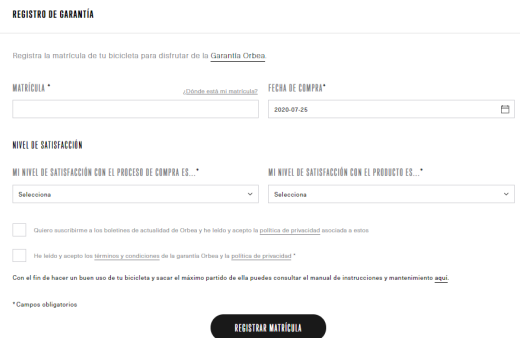 REGISTRO DE GARANTÍA
Registra la matrícula de tu bicicleta para disfrutar de la Garantía Orbea.
MATRÍCULA *
¿Dónde está mi matrícula?
FECHA DE COMPRA*
2020-07-25
NIVEL DE SATISFACCIÓN
MI NIVEL DE SATISFACCIÓN CON EL PROCESO DE COMPRA ES...*
MI NIVEL DE SATISFACCIÓN CON EL PRODUCTO ES...*
Selecciona
Selecciona
Quiero suscribirme a los boletines de actualidad de Orbea y he leído y acepto la política de privacidad asociada a estos
He leído y acepto los términos y condiciones de la garantía Orbea y la política de privacidad *
Con el fin de hacer un buen uso de tu bicicleta y sacar el máximo partido de ella puedes consultar el manual de instrucciones y mantenimiento aquí.
*Campos obligatorios
REGISTRAR MATRÍCULA